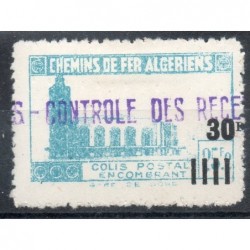 CHEMINS DE FER ALGERIENS
S-CONTROLE DES RECE
30
COLIS POSTAL
ENCOMBRANT